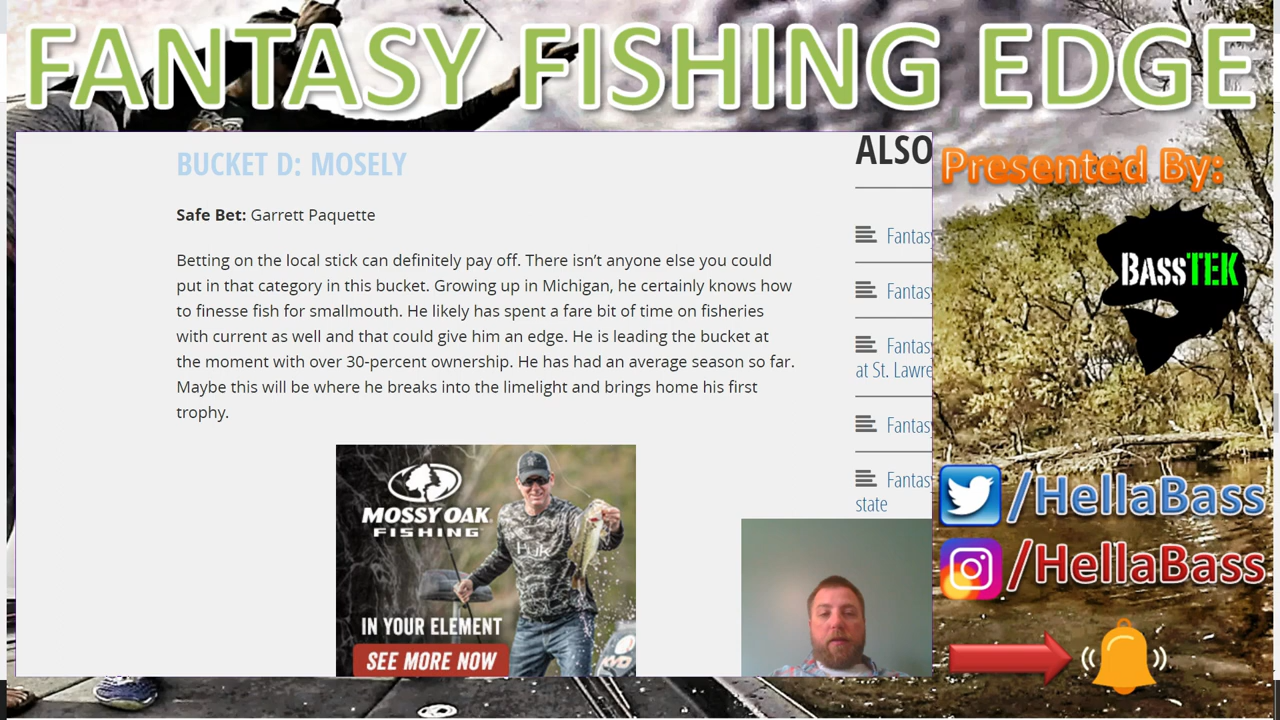 FANTASY FISHING EDGE
BUCKET D: MOSELY
Safe Bet: Garrett Paquette
Betting on the local stick can definitely pay off. There isn't anyone else you could
put in that category in this bucket. Growing up in Michigan, he certainly knows how
to finesse fish for smallmouth. He likely has spent a fare bit of time on fisheries
with current as well and that could give him an edge. He is leading the bucket at
the moment with over 30-percent ownership. He has had an average season so far.
Maybe this will be where he breaks into the limelight and brings home his first
trophy.
MOSSY OAK
FISHING
Huk
IN YOUR ELEMENT
SEE MORE NOW
ALSO
Fantasy
Fantasy
Fantasy
at St. Lawre
Fantasy
Fantasy
state
Presented By:
BASSTEK
/HellaBass
/HellaBass